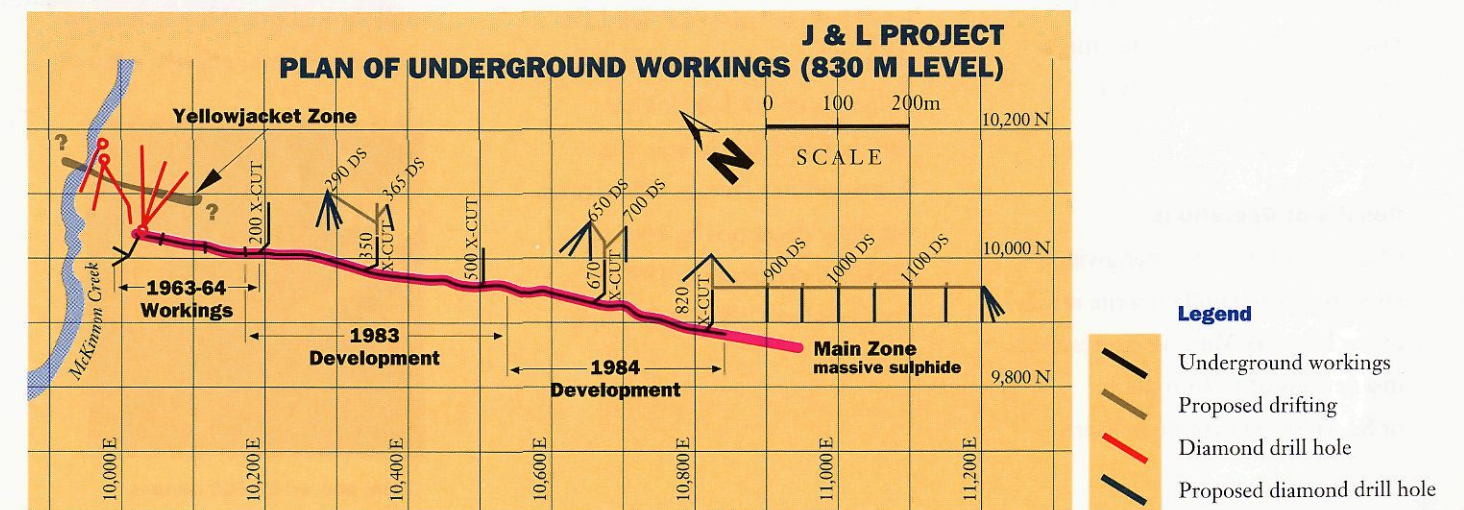 J & L PROJECT
PLAN OF UNDERGROUND WORKINGS (830 M LEVEL)
Yellowjacket Zone
0 100 200m
SCALE
N
10,200 N
?
?
200 X-CUT
290 DS
365 DS
350
X-CUT
500 X-CUT
650 DS
700 DS
670
X-CUT
820
X-CUT
900 DS
1000 DS
1100 DS
10,000 N
McKinnon Creek
1963-64
Workings
1983
Development
1984
Development
Main Zone
massive sulphide
9,800 N
10,000 E
10,200 E
10,400 E
10,600 E
10,800 E
11,000 E
11,200 E
Legend
Underground workings
Proposed drifting
Diamond drill hole
Proposed diamond drill hole